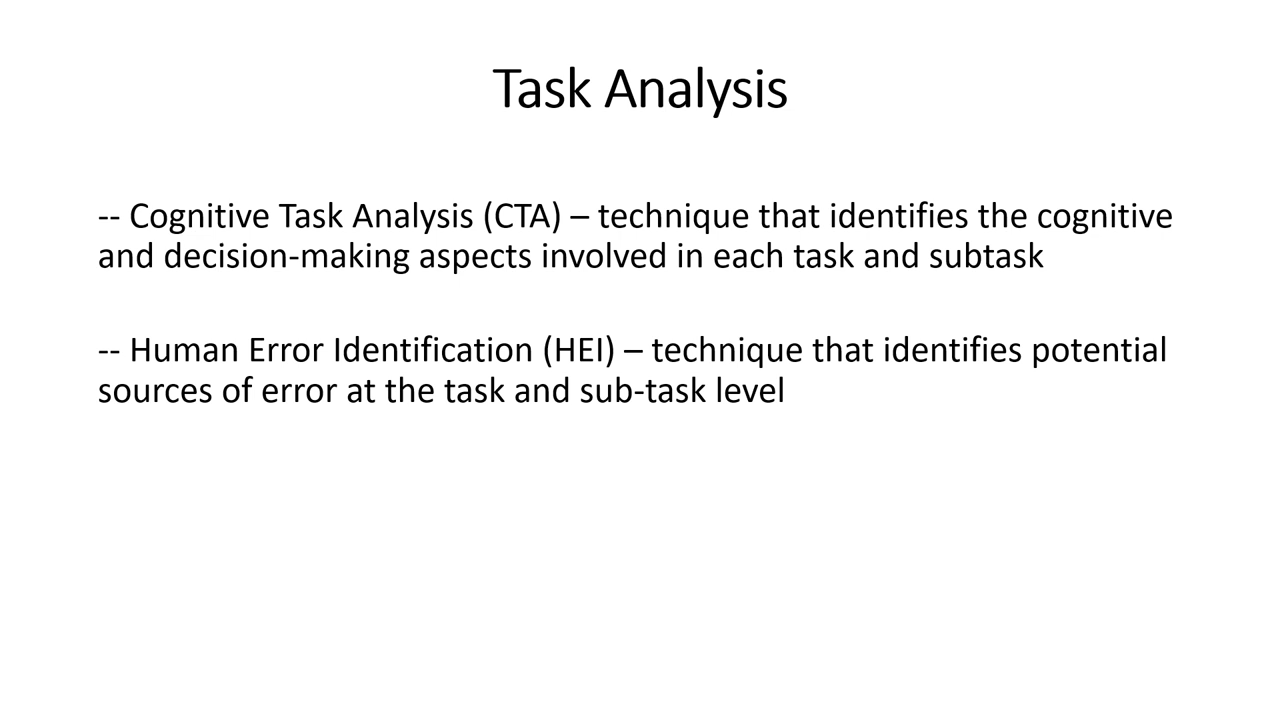 Task Analysis
-- Cognitive Task Analysis (CTA) – technique that identifies the cognitive
and decision-making aspects involved in each task and subtask
-- Human Error Identification (HEI) – technique that identifies potential
sources of error at the task and sub-task level